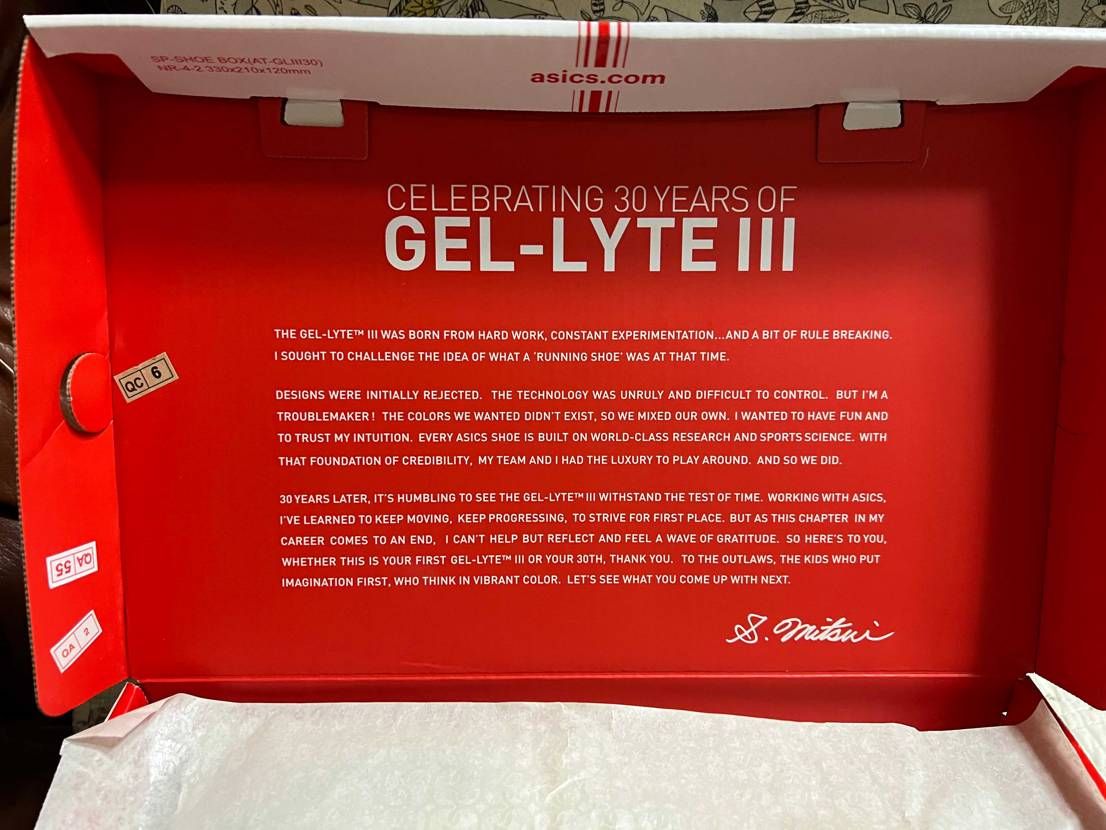 SP-SHOE BOX(AT-GLIII30)
NR-4-2 330x210x120mm
asics.com
CELEBRATING 30 YEARS OF
GEL-LYTE III
THE GEL-LYTE™ III WAS BORN FROM HARD WORK, CONSTANT EXPERIMENTATION...AND A BIT OF RULE BREAKING.
I SOUGHT TO CHALLENGE THE IDEA OF WHAT A 'RUNNING SHOE' WAS AT THAT TIME.
DESIGNS WERE INITIALLY REJECTED. THE TECHNOLOGY WAS UNRULY AND DIFFICULT TO CONTROL. BUT I'M A
TROUBLEMAKER! THE COLORS WE WANTED DIDN'T EXIST, SO WE MIXED OUR OWN. I WANTED TO HAVE FUN AND
TO TRUST MY INTUITION. EVERY ASICS SHOE IS BUILT ON WORLD-CLASS RESEARCH AND SPORTS SCIENCE. WITH
THAT FOUNDATION OF CREDIBILITY, MY TEAM AND I HAD THE LUXURY TO PLAY AROUND. AND SO WE DID.
30 YEARS LATER, IT'S HUMBLING TO SEE THE GEL-LYTE™ III WITHSTAND THE TEST OF TIME. WORKING WITH ASICS,
I'VE LEARNED TO KEEP MOVING, KEEP PROGRESSING, TO STRIVE FOR FIRST PLACE. BUT AS THIS CHAPTER IN MY
CAREER COMES TO AN END, I CAN'T HELP BUT REFLECT AND FEEL A WAVE OF GRATITUDE. SO HERE'S TO YOU,
WHETHER THIS IS YOUR FIRST GEL-LYTE™ III OR YOUR 30TH, THANK YOU. TO THE OUTLAWS, THE KIDS WHO PUT
IMAGINATION FIRST, WHO THINK IN VIBRANT COLOR. LET'S SEE WHAT YOU COME UP WITH NEXT.
S. Mitsui
QC 6
QA 55
QA 2